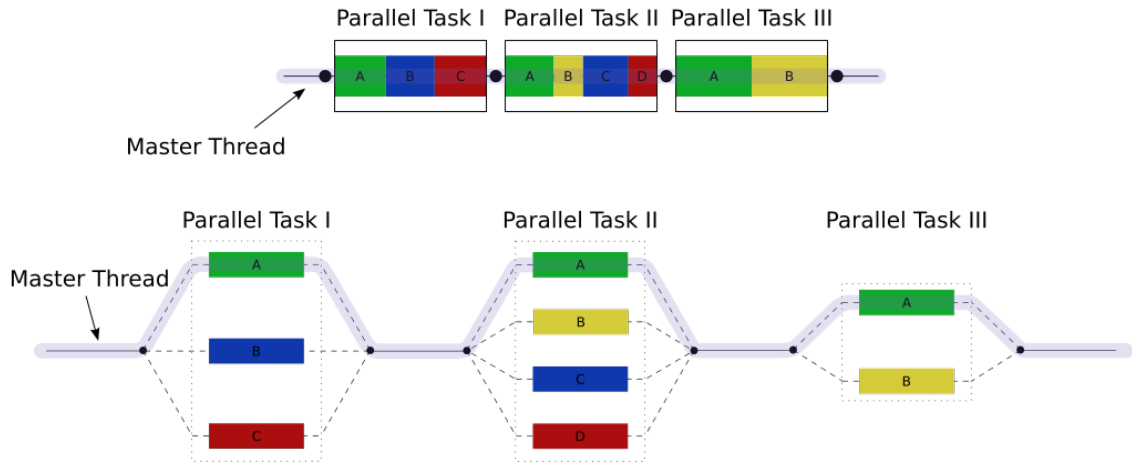 Parallel Task I Parallel Task II Parallel Task III
A B C A B C D A B
Master Thread
Parallel Task I Parallel Task II Parallel Task III
A A
Master Thread
B A
B C
B
C D